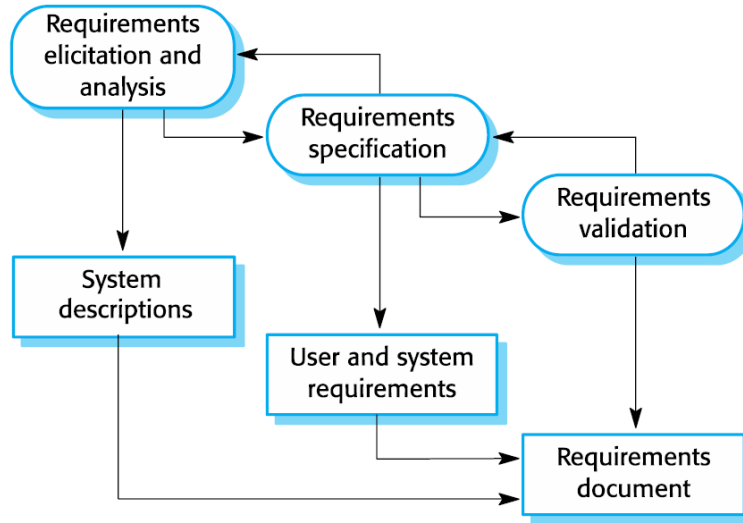 Requirements
elicitation and
analysis
Requirements
specification
Requirements
validation
System
descriptions
User and system
requirements
Requirements
document